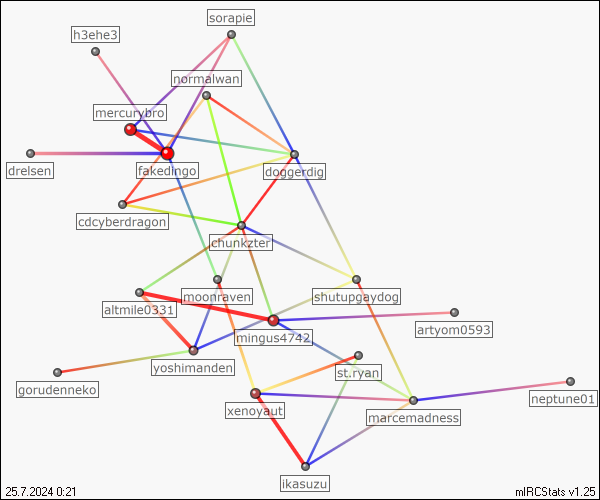 sorapie
h3ehe3
normalwan
mercurybro
drelsen
fakedingo
doggerdig
cdcyberdragon
chunkzter
altmile0331
moonraven
shutupgaydog
mingus4742
artyom0593
yoshimanden
st.ryan
gorudenneko
xenoyaut
marcemadness
neptune01
ikasuzu
25.7.2024 0:21
mIRCStats v1.25